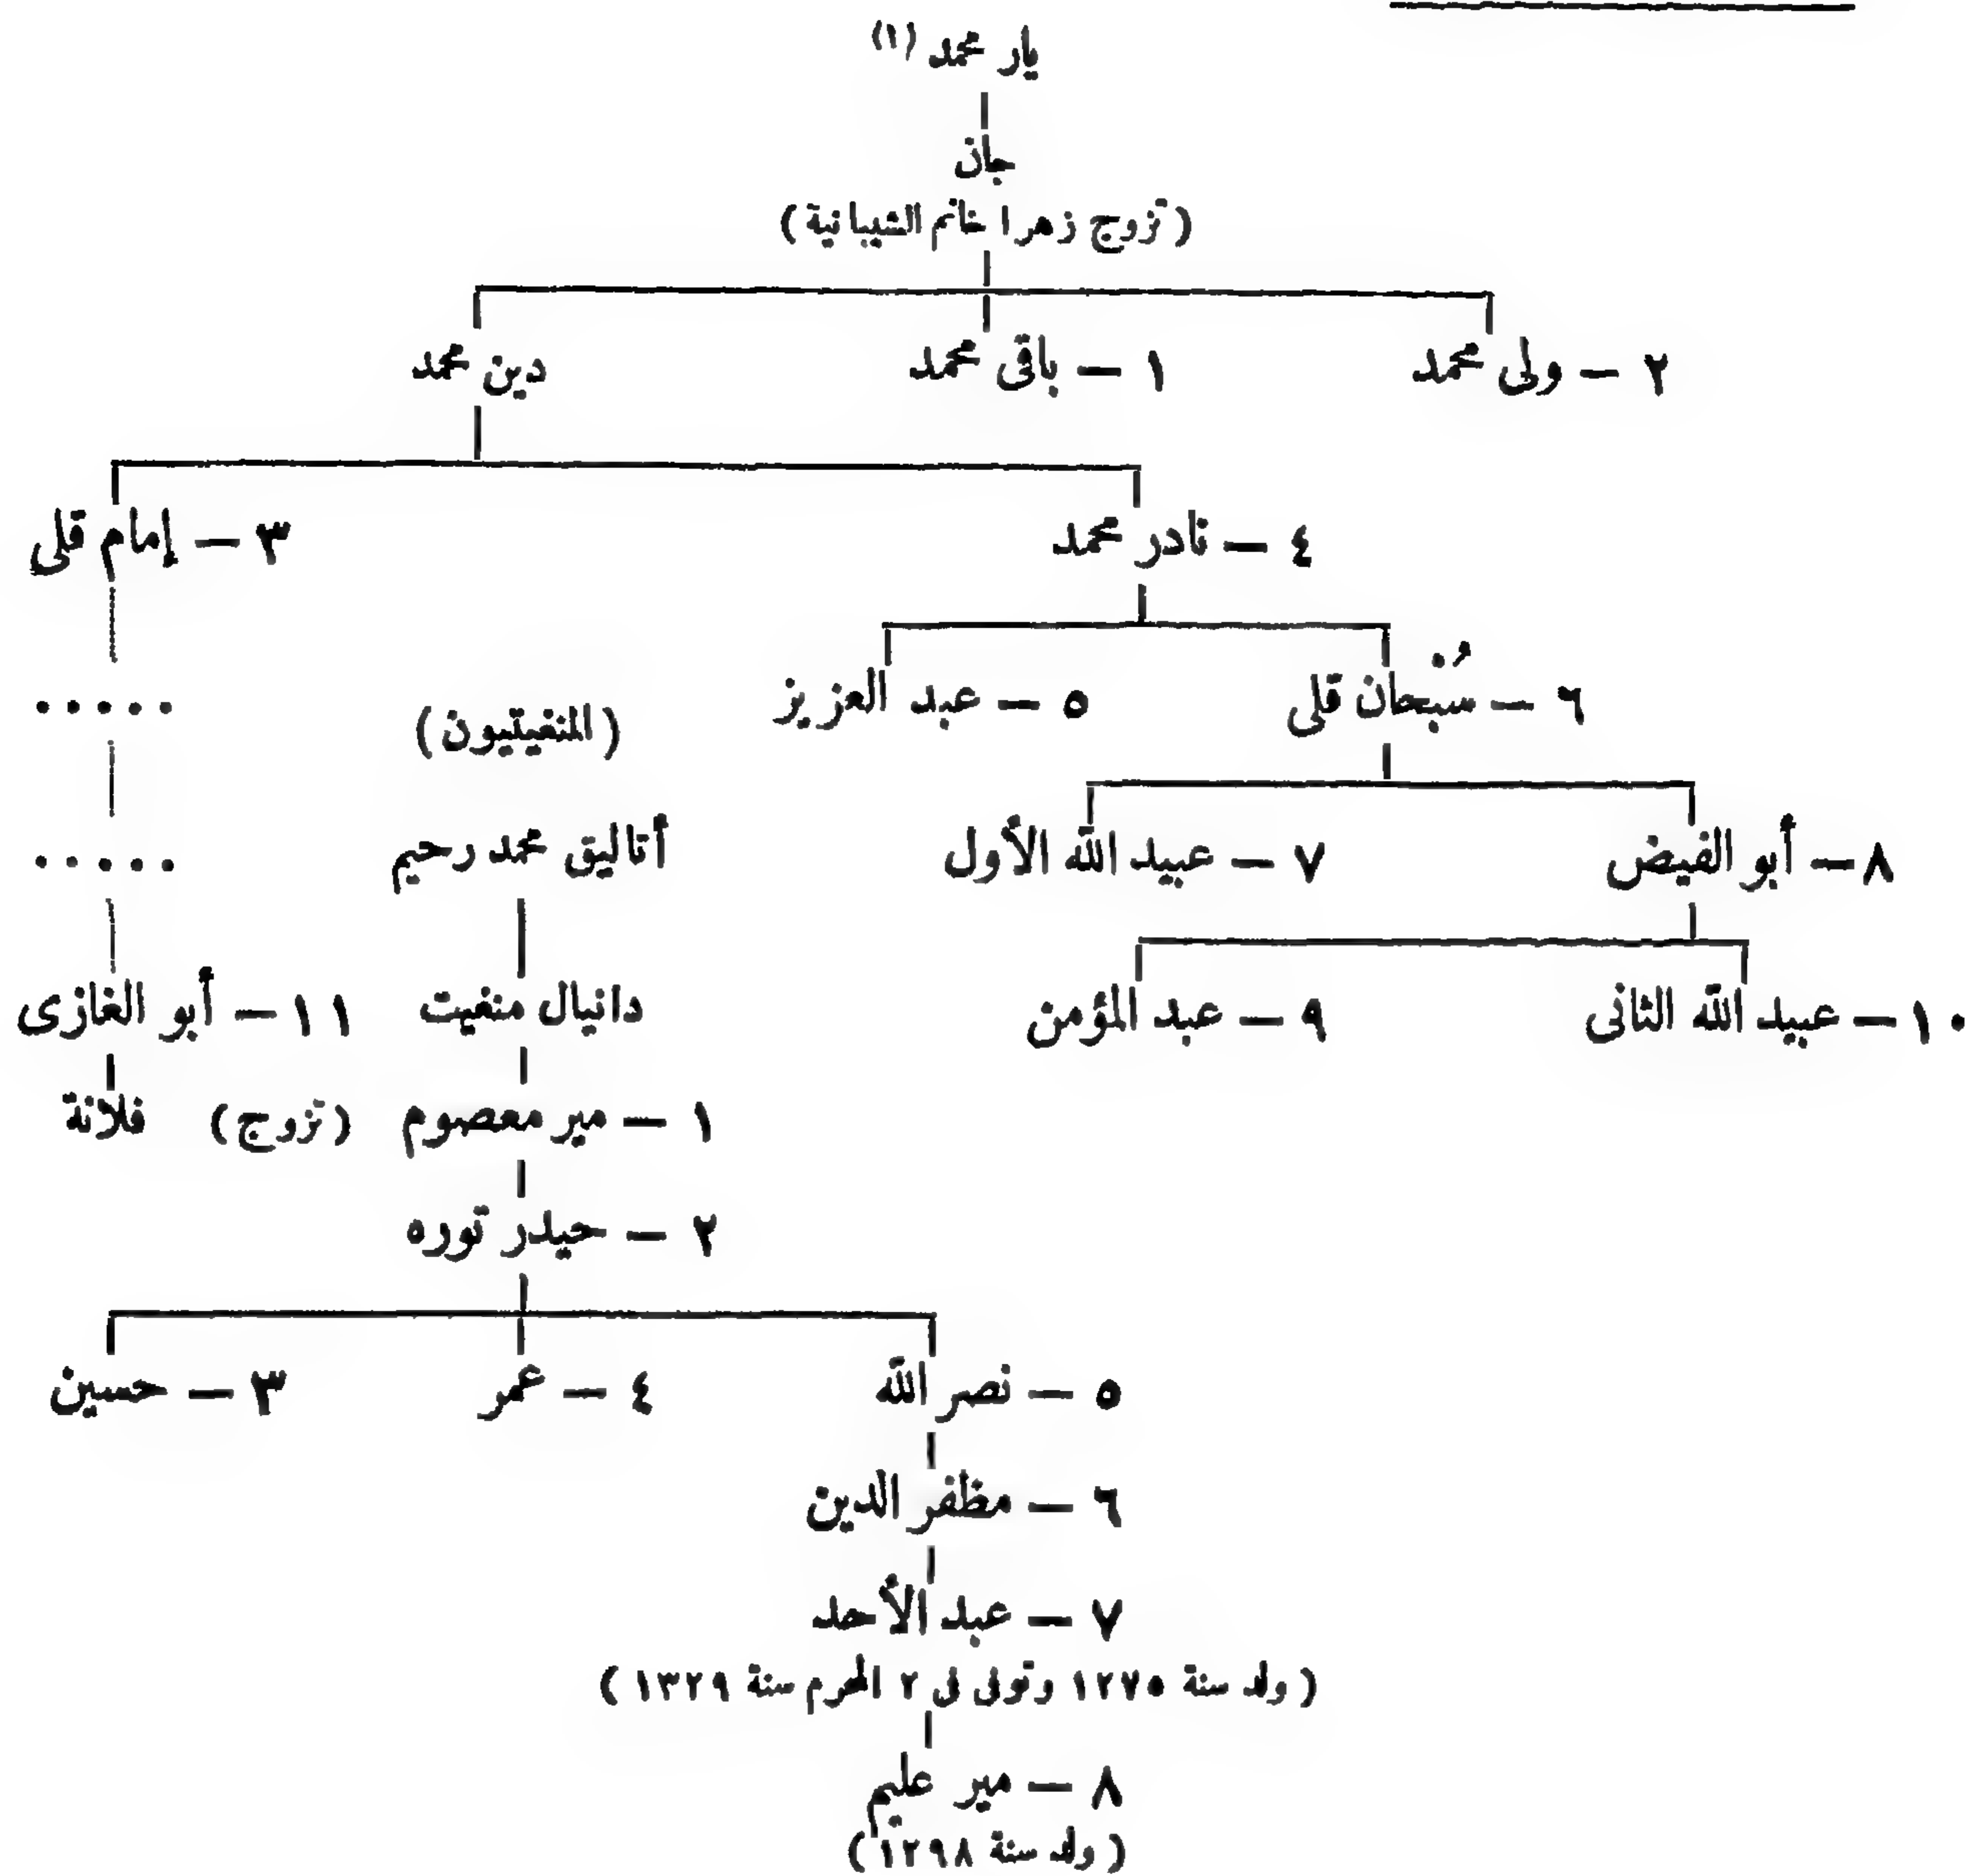 يار محمد (١)
جان
(تزوج زهرا خانم الشيبانية)
٢ – ولى محمد
١ – باقى محمد
دين محمد
٤ – نادر محمد
٣ – إمام قلى
٦ – سُبْحان قلى
٥ – عبد العزيز
(المنغيتيون)
.....
٨ – أبو الفيض
٧ – عبيد الله الأول
أتاليق محمد رحيم
.....
١٠ – عبيد الله الثانى
٩ – عبد المؤمن
دانيال منغيت
١١ – أبو الغازى
١ – مير معصوم (تزوج) فلانة
٢ – حيدر توره
٥ – نصر الله
٤ – عمر
٣ – حسين
٦ – مظفر الدين
٧ – عبد الأحد
(ولد سنة ١٢٧٥ وتولى فى ٢ المحرم سنة ١٣٢٩)
٨ – مير عليم
(ولد سنة ١٢٩٨)